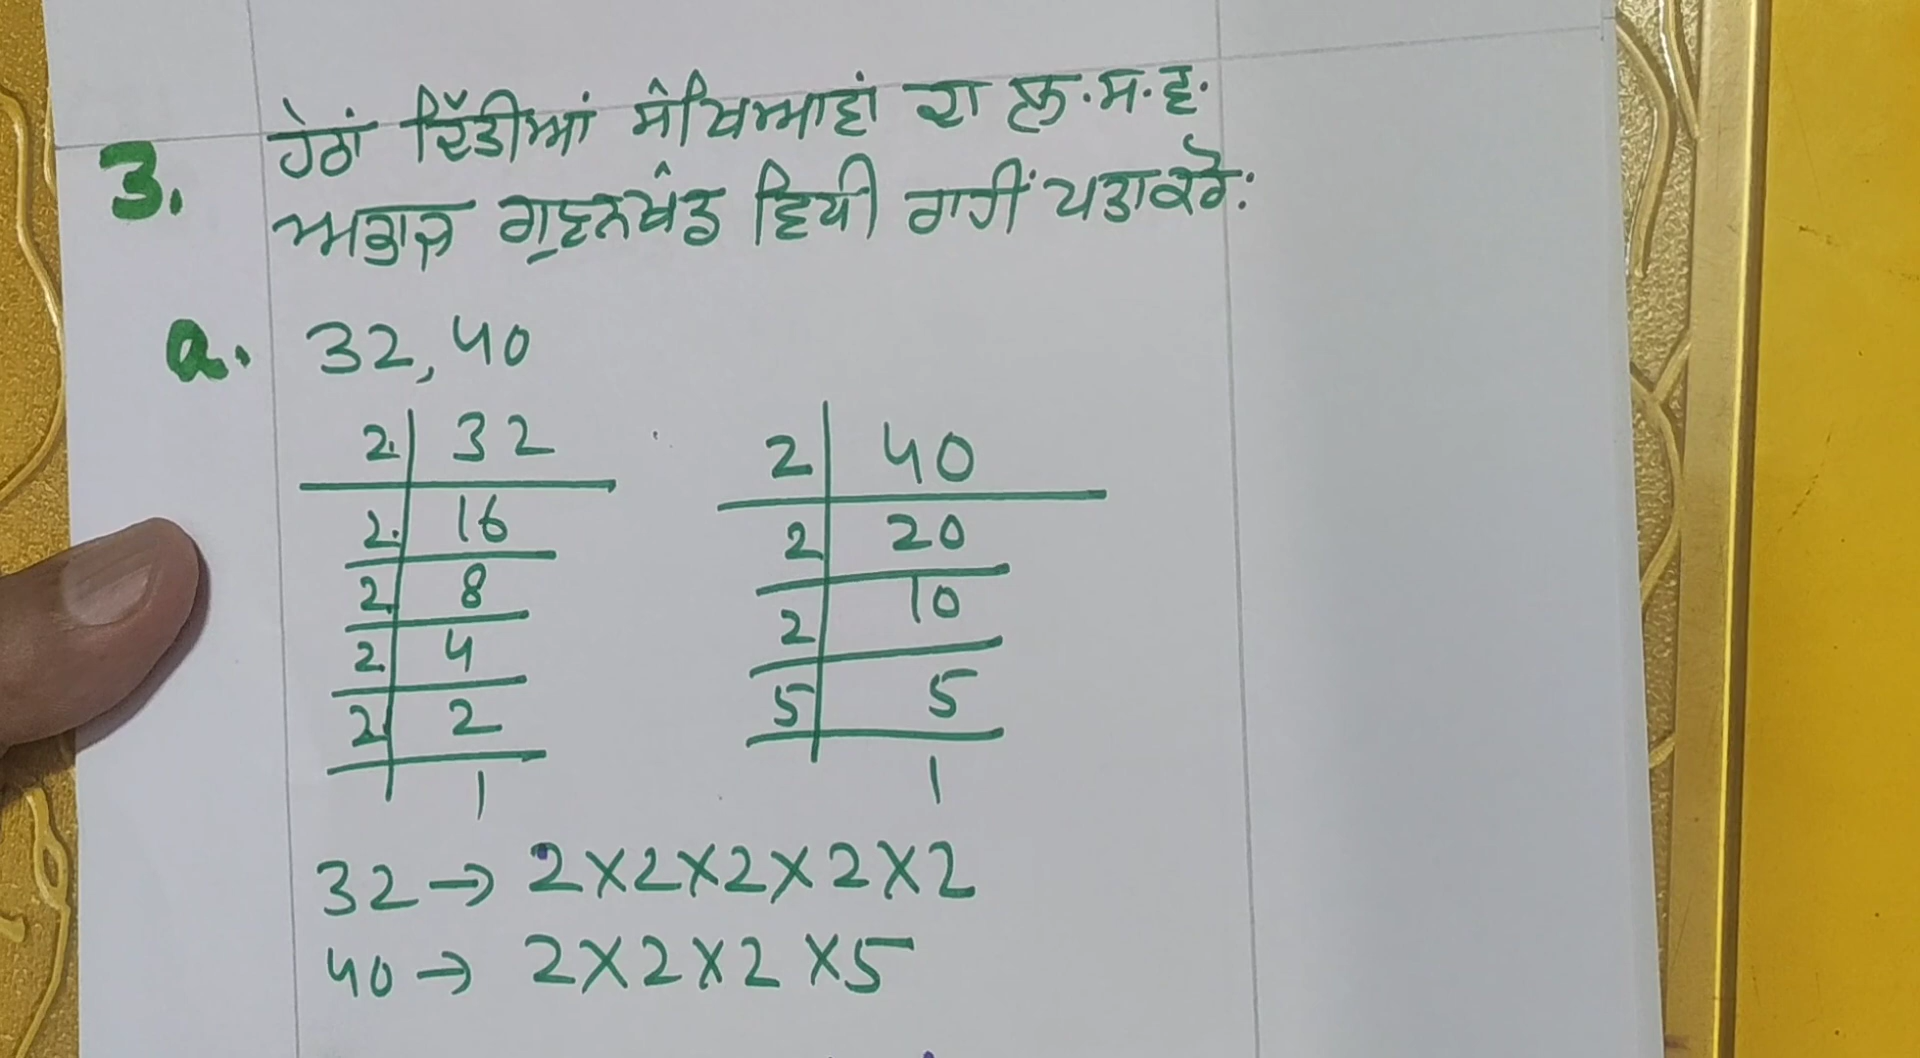 3. ਹੇਠਾਂ ਦਿੱਤੀਆਂ ਸੰਖਿਆਵਾਂ ਦਾ ਲ.ਸ.ਵ.
ਅਭਾਜ ਗੁਣਨਖੰਡ ਵਿਧੀ ਰਾਹੀਂ ਪਤਾਕਰੋ:
a. 32, 40
2 32
2 16
2 8
2 4
2 2
1
2 40
2 20
2 10
5 5
1
32 → 2×2×2×2×2
40 → 2×2×2×5